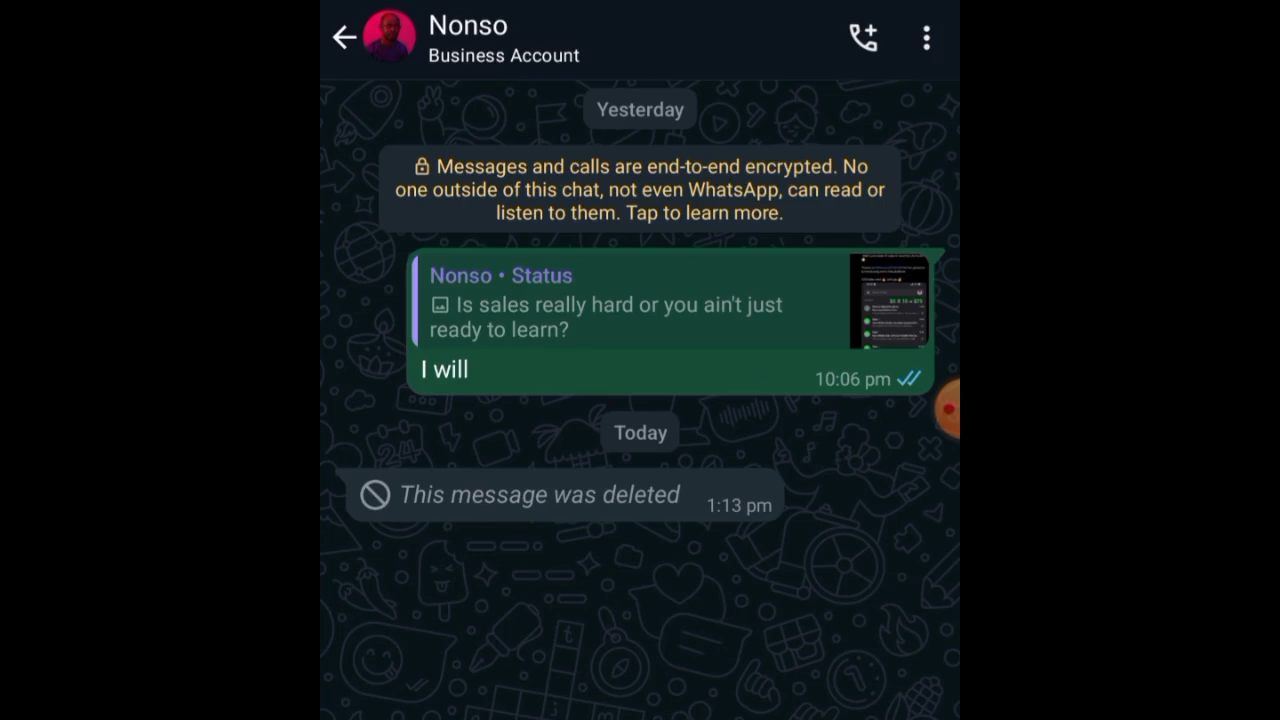 Nonso
Business Account
Yesterday
Messages and calls are end-to-end encrypted. No
one outside of this chat, not even WhatsApp, can read or
listen to them. Tap to learn more.
Nonso • Status
Is sales really hard or you ain't just
ready to learn?
I will
10:06 pm
Today
This message was deleted
1:13 pm